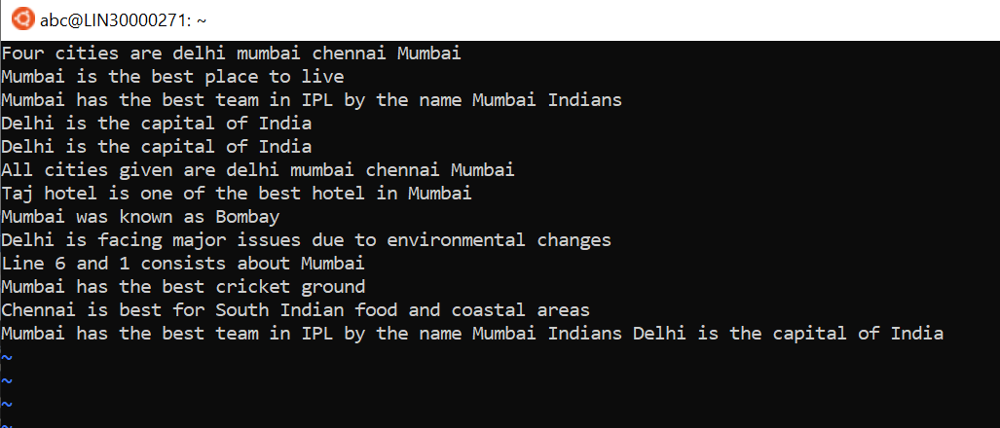 abc@LIN30000271: ~
Four cities are delhi mumbai chennai Mumbai
Mumbai is the best place to live
Mumbai has the best team in IPL by the name Mumbai Indians
Delhi is the capital of India
Delhi is the capital of India
All cities given are delhi mumbai chennai Mumbai
Taj hotel is one of the best hotel in Mumbai
Mumbai was known as Bombay
Delhi is facing major issues due to environmental changes
Line 6 and 1 consists about Mumbai
Mumbai has the best cricket ground
Chennai is best for South Indian food and coastal areas
Mumbai has the best team in IPL by the name Mumbai Indians Delhi is the capital of India
~
~
~
~